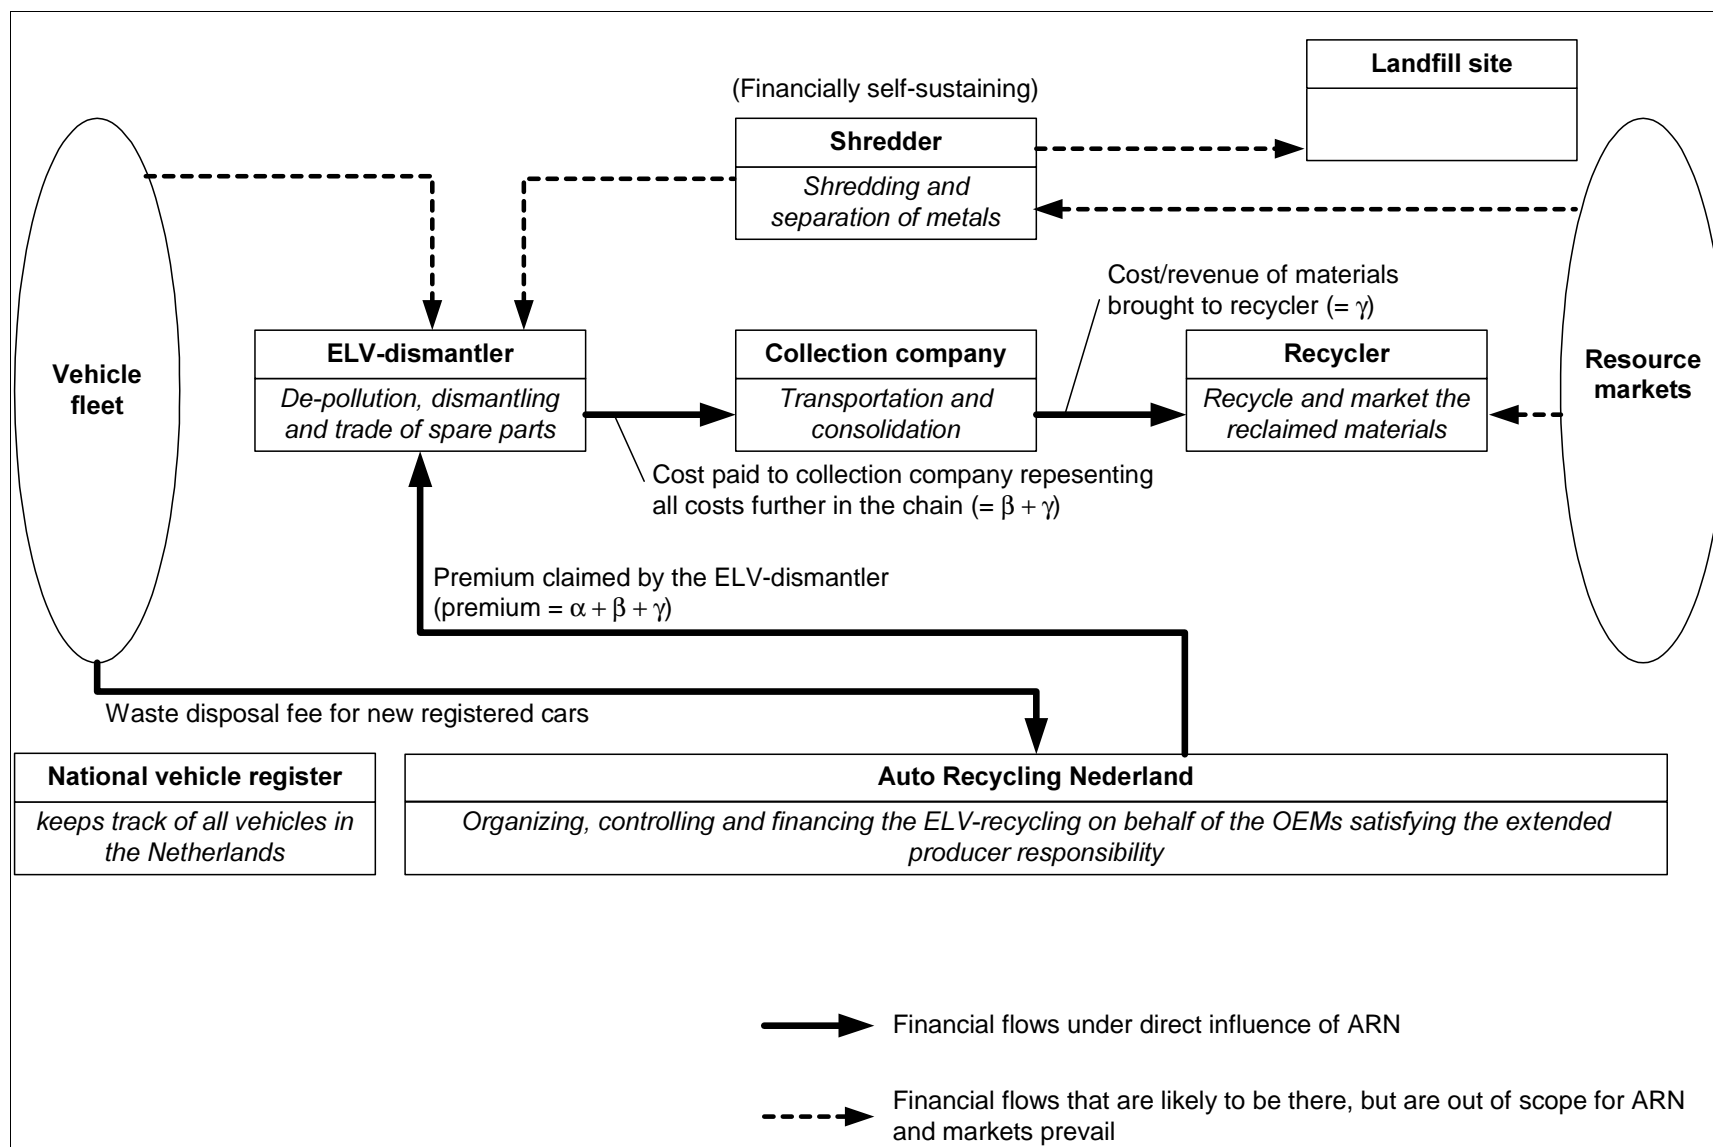 Landfill site
(Financially self-sustaining)
Shredder
Shredding and
separation of metals
Cost/revenue of materials
brought to recycler (= γ)
Vehicle
fleet
ELV-dismantler
De-pollution, dismantling
and trade of spare parts
Collection company
Transportation and
consolidation
Recycler
Recycle and market the
reclaimed materials
Resource
markets
Cost paid to collection company repesenting
all costs further in the chain (= β + γ)
Premium claimed by the ELV-dismantler
(premium = α + β + γ)
Waste disposal fee for new registered cars
National vehicle register
keeps track of all vehicles in
the Netherlands
Auto Recycling Nederland
Organizing, controlling and financing the ELV-recycling on behalf of the OEMs satisfying the extended
producer responsibility
Financial flows under direct influence of ARN
Financial flows that are likely to be there, but are out of scope for ARN
and markets prevail